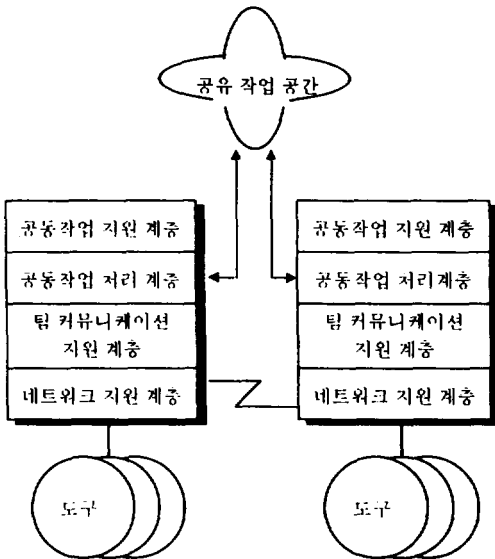 공유 작업 공간
공동작업 지원 계층
공동작업 처리 계층
팀 커뮤니케이션
지원 계층
네트워크 지원 계층
도구
공동작업 지원 계층
공동작업 처리계층
팀 커뮤니케이션
지원 계층
네트워크 지원 계층
도구